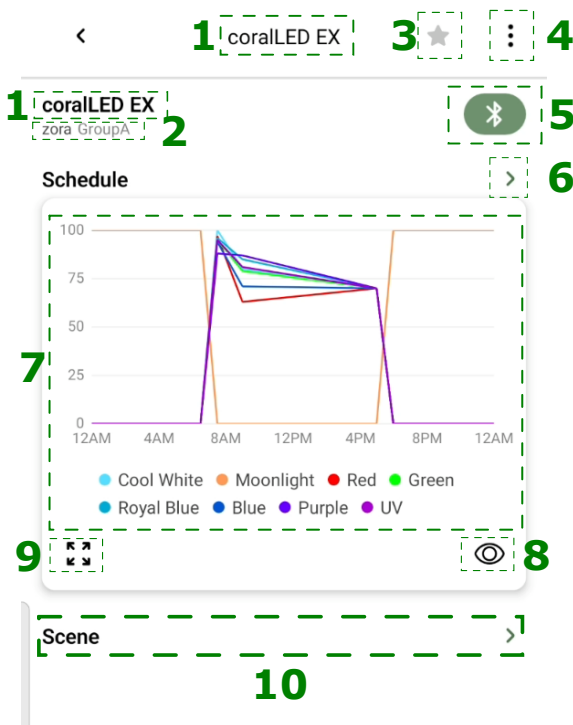 1 coralLED EX 3 4
1 coralLED EX
zora GroupA 2 5
Schedule 6
100
75
50
7
25
0
12AM 4AM 8AM 12PM 4PM 8PM 12AM
Cool White Moonlight Red Green
Royal Blue Blue Purple UV
9 8
Scene
10